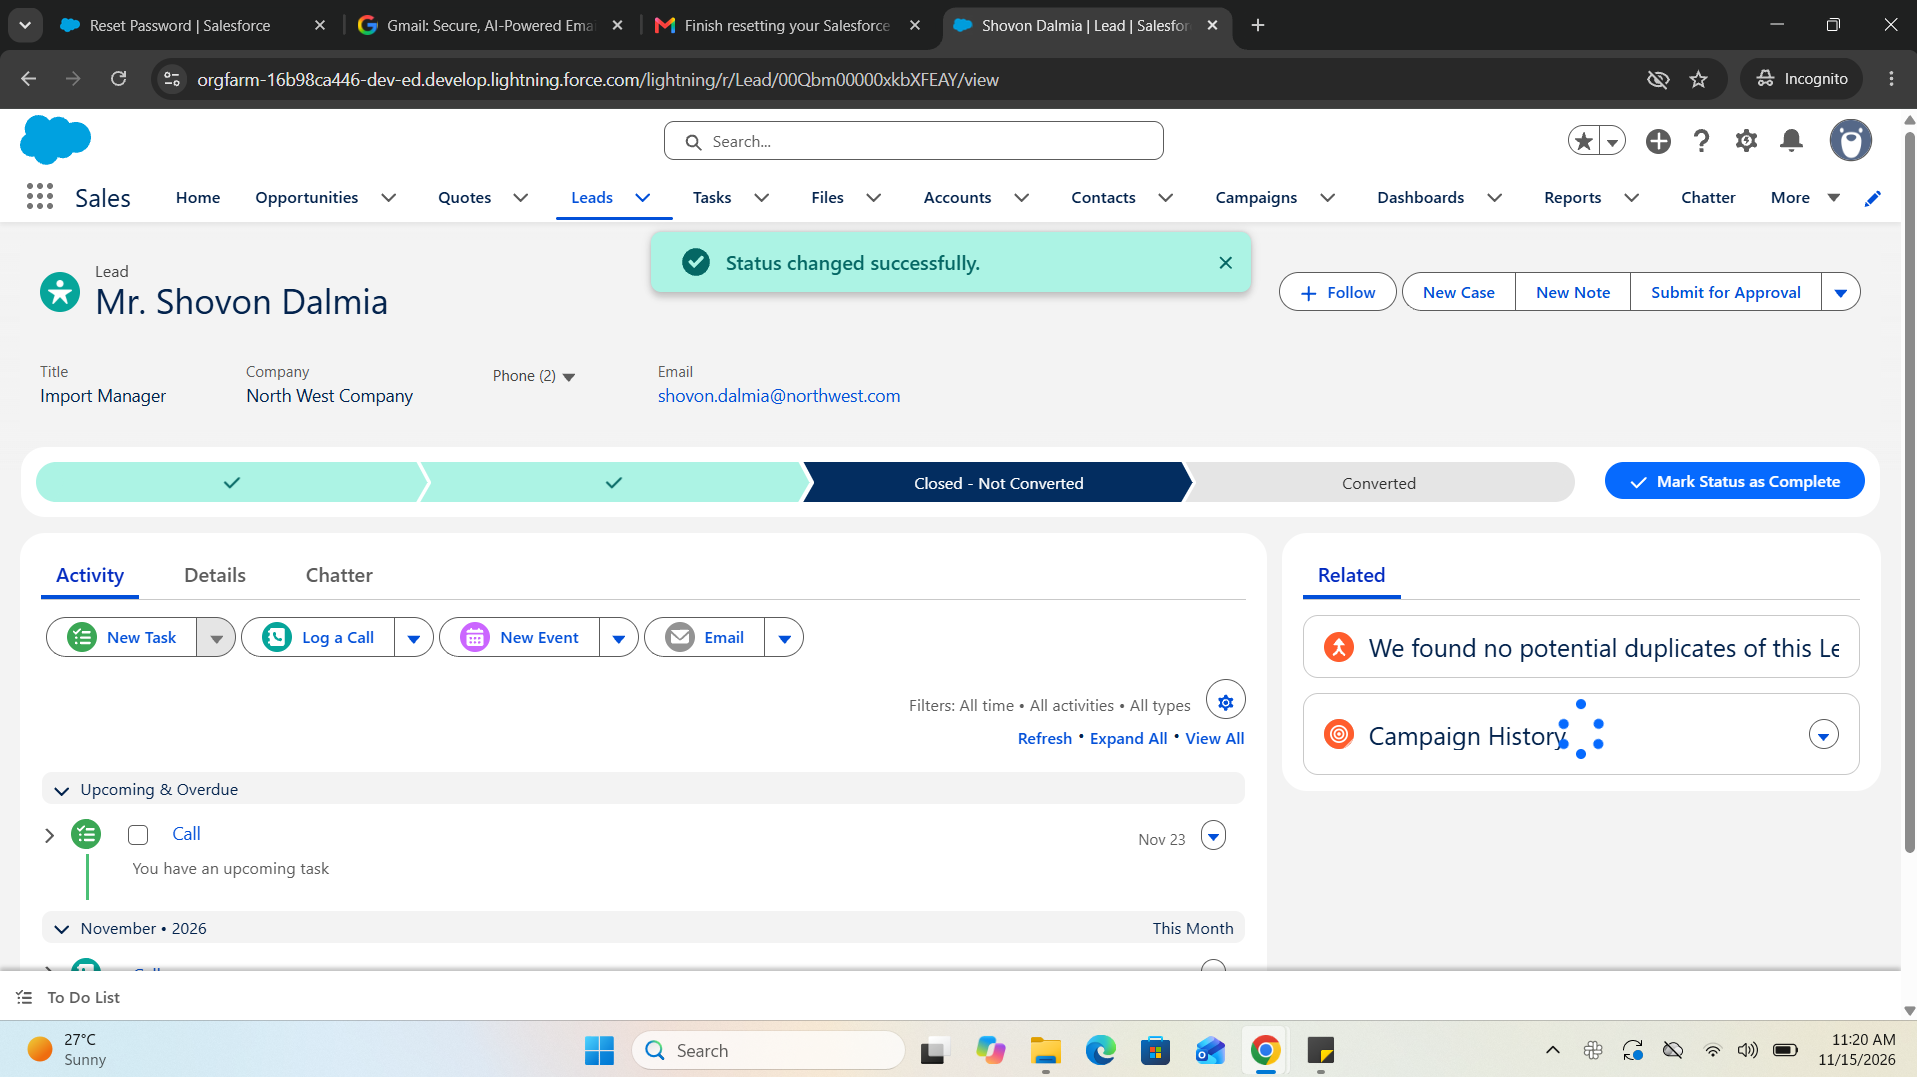 Reset Password | Salesforce
Gmail: Secure, AI-Powered Emai
Finish resetting your Salesforce
Shovon Dalmia | Lead | Salesfor
orgfarm-16b98ca446-dev-ed.develop.lightning.force.com/lightning/r/Lead/00Qbm00000xkbXFEAY/view
Incognito
Search...
Sales
Home
Opportunities
Quotes
Leads
Tasks
Files
Accounts
Contacts
Campaigns
Dashboards
Reports
Chatter
More
Status changed successfully.
Lead
Mr. Shovon Dalmia
Follow
New Case
New Note
Submit for Approval
Title
Import Manager
Company
North West Company
Phone (2)
Email
shovon.dalmia@northwest.com
Closed - Not Converted
Converted
Mark Status as Complete
Activity
Details
Chatter
New Task
Log a Call
New Event
Email
Filters: All time • All activities • All types
Refresh • Expand All • View All
Upcoming & Overdue
Call
Nov 23
You have an upcoming task
November • 2026
This Month
Related
We found no potential duplicates of this Le
Campaign History
To Do List
27°C
Sunny
Search
11:20 AM
11/15/2026